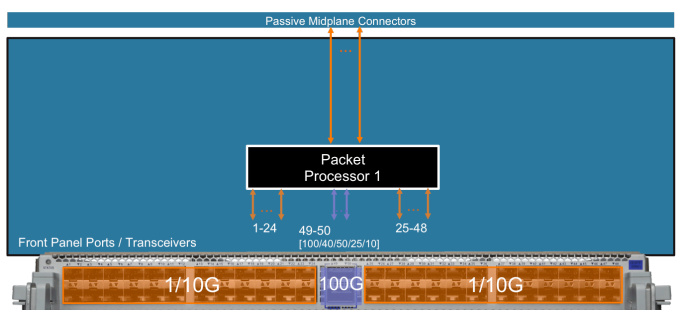 Passive Midplane Connectors
...
Packet
Processor 1
... ...
1-24 49-50 25-48
[100/40/50/25/10]
Front Panel Ports / Transceivers
1/10G 100G 1/10G